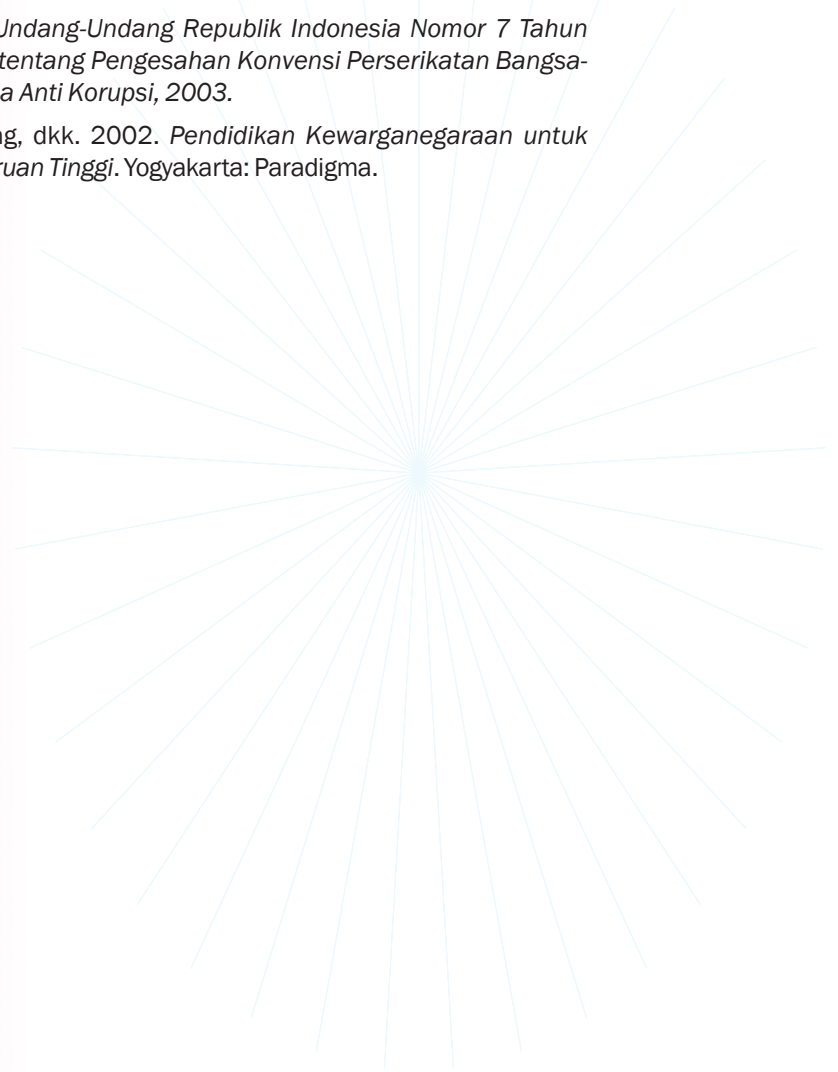 Undang-Undang Republik Indonesia Nomor 7 Tahun
tentang Pengesahan Konvensi Perserikatan Bangsa-
a Anti Korupsi, 2003.
ng, dkk. 2002. Pendidikan Kewarganegaraan untuk
ruan Tinggi. Yogyakarta: Paradigma.